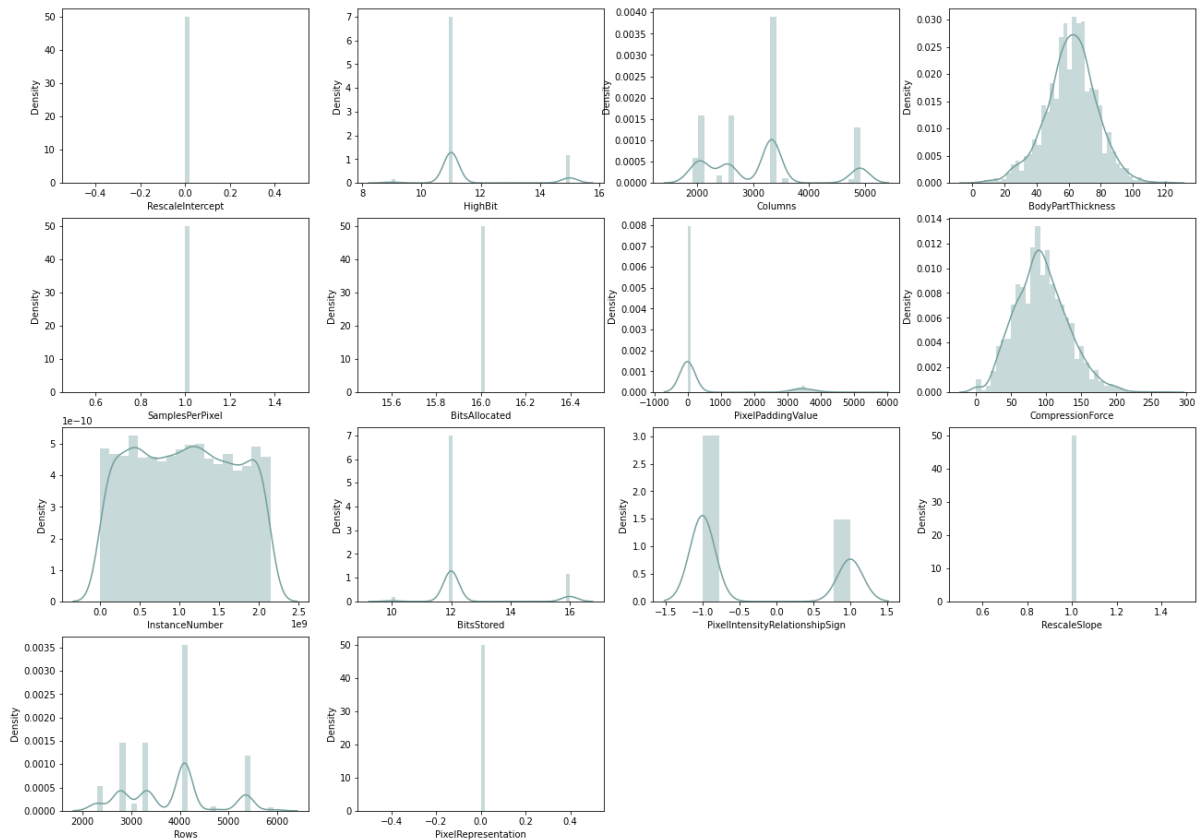 Density
50
40
30
20
10
0
−0.4 −0.2 0.0 0.2 0.4
RescaleIntercept
Density
7
6
5
4
3
2
1
0
8 10 12 14 16
HighBit
Density
0.0040
0.0035
0.0030
0.0025
0.0020
0.0015
0.0010
0.0005
0.0000
2000 3000 4000 5000
Columns
Density
0.030
0.025
0.020
0.015
0.010
0.005
0.000
0 20 40 60 80 100 120
BodyPartThickness
Density
50
40
30
20
10
0
0.6 0.8 1.0 1.2 1.4
SamplesPerPixel
Density
50
40
30
20
10
0
15.6 15.8 16.0 16.2 16.4
BitsAllocated
Density
0.008
0.007
0.006
0.005
0.004
0.003
0.002
0.001
0.000
−1000 0 1000 2000 3000 4000 5000 6000
PixelPaddingValue
Density
0.014
0.012
0.010
0.008
0.006
0.004
0.002
0.000
0 50 100 150 200 250 300
CompressionForce
1e−10
Density
5
4
3
2
1
0
0.0 0.5 1.0 1.5 2.0 2.5
1e9
InstanceNumber
Density
7
6
5
4
3
2
1
0
10 12 14 16
BitsStored
Density
3.0
2.5
2.0
1.5
1.0
0.5
0.0
−1.5 −1.0 −0.5 0.0 0.5 1.0 1.5
PixelIntensityRelationshipSign
Density
50
40
30
20
10
0
0.6 0.8 1.0 1.2 1.4
RescaleSlope
Density
0.0035
0.0030
0.0025
0.0020
0.0015
0.0010
0.0005
0.0000
2000 3000 4000 5000 6000
Rows
Density
50
40
30
20
10
0
−0.4 −0.2 0.0 0.2 0.4
PixelRepresentation